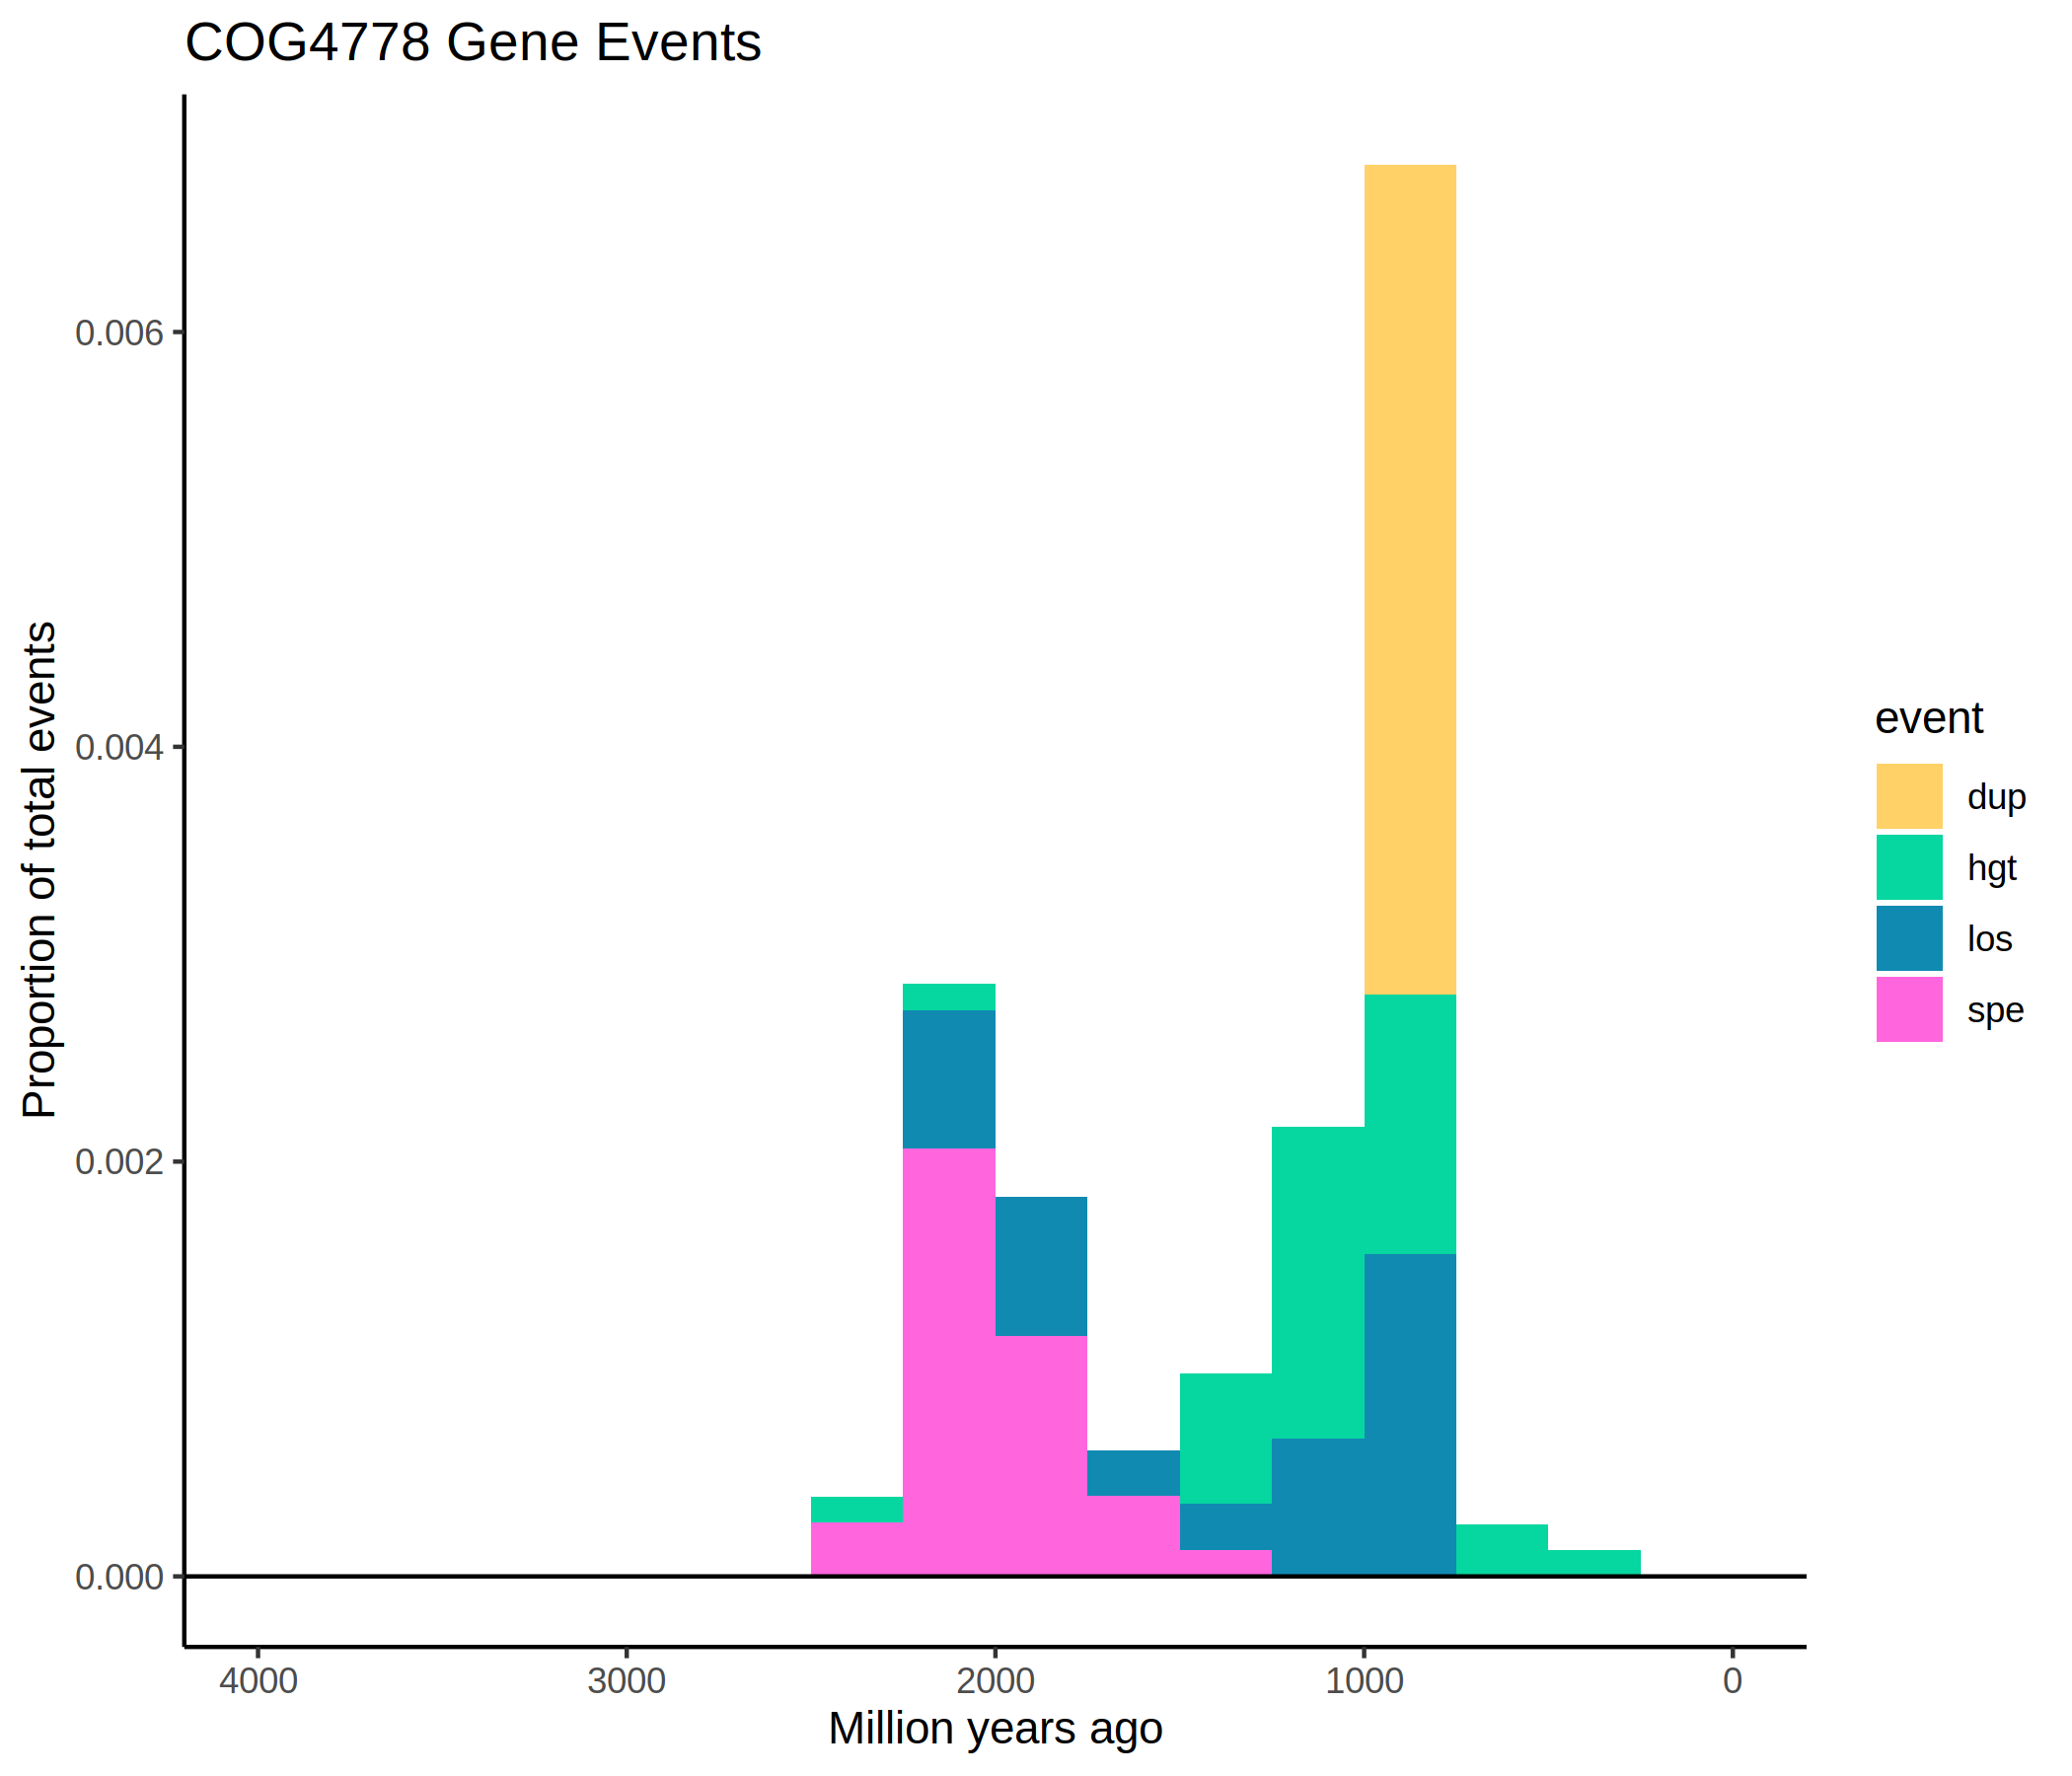 COG4778 Gene Events
Proportion of total events
0.006
0.004
0.002
0.000
4000 3000 2000 1000 0
Million years ago
event
dup
hgt
los
spe